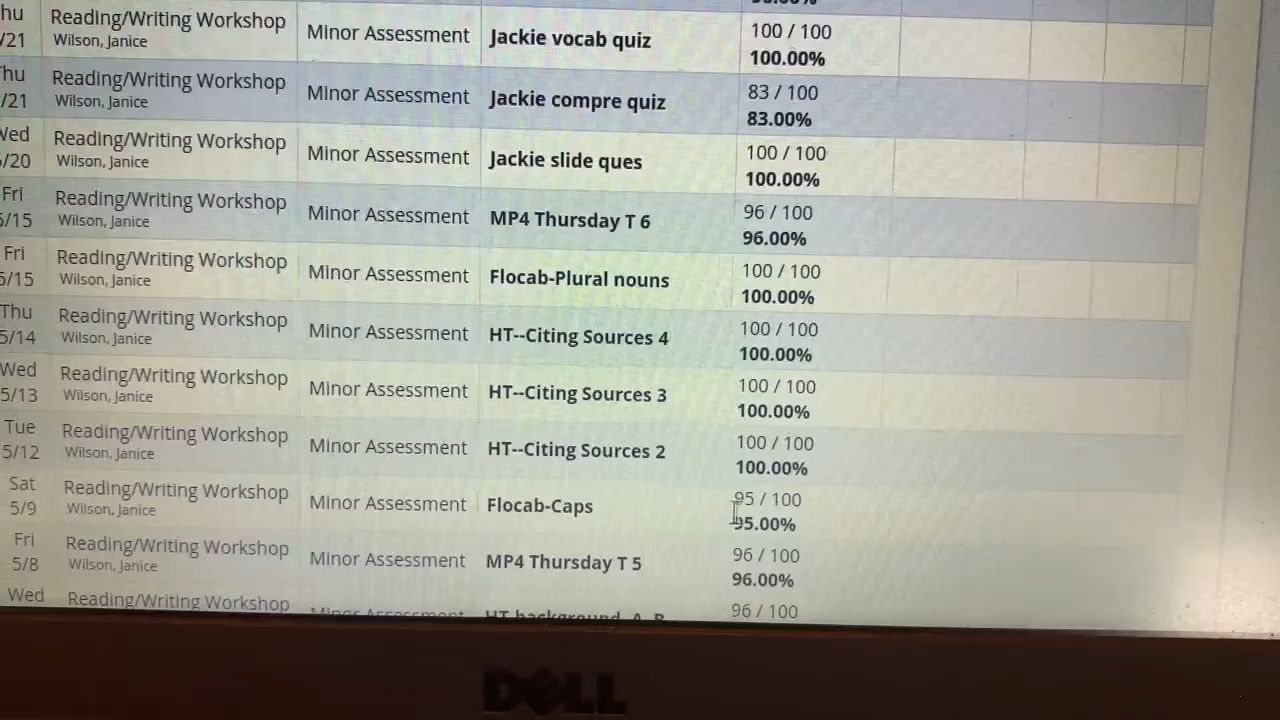 hu Reading/Writing Workshop Minor Assessment Jackie vocab quiz 100 / 100
/21 Wilson, Janice 100.00%
Thu Reading/Writing Workshop Minor Assessment Jackie compre quiz 83 / 100
/21 Wilson, Janice 83.00%
Wed Reading/Writing Workshop Minor Assessment Jackie slide ques 100 / 100
/20 Wilson, Janice 100.00%
Fri Reading/Writing Workshop Minor Assessment MP4 Thursday T 6 96 / 100
5/15 Wilson, Janice 96.00%
Fri Reading/Writing Workshop Minor Assessment Flocab-Plural nouns 100 / 100
5/15 Wilson, Janice 100.00%
Thu Reading/Writing Workshop Minor Assessment HT--Citing Sources 4 100 / 100
5/14 Wilson, Janice 100.00%
Wed Reading/Writing Workshop Minor Assessment HT--Citing Sources 3 100 / 100
5/13 Wilson, Janice 100.00%
Tue Reading/Writing Workshop Minor Assessment HT--Citing Sources 2 100 / 100
5/12 Wilson, Janice 100.00%
Sat Reading/Writing Workshop Minor Assessment Flocab-Caps 95 / 100
5/9 Wilson, Janice 95.00%
Fri Reading/Writing Workshop Minor Assessment MP4 Thursday T 5 96 / 100
5/8 Wilson, Janice 96.00%
Wed Reading/Writing Workshop Minor Assessment HT background 96 / 100
DELL